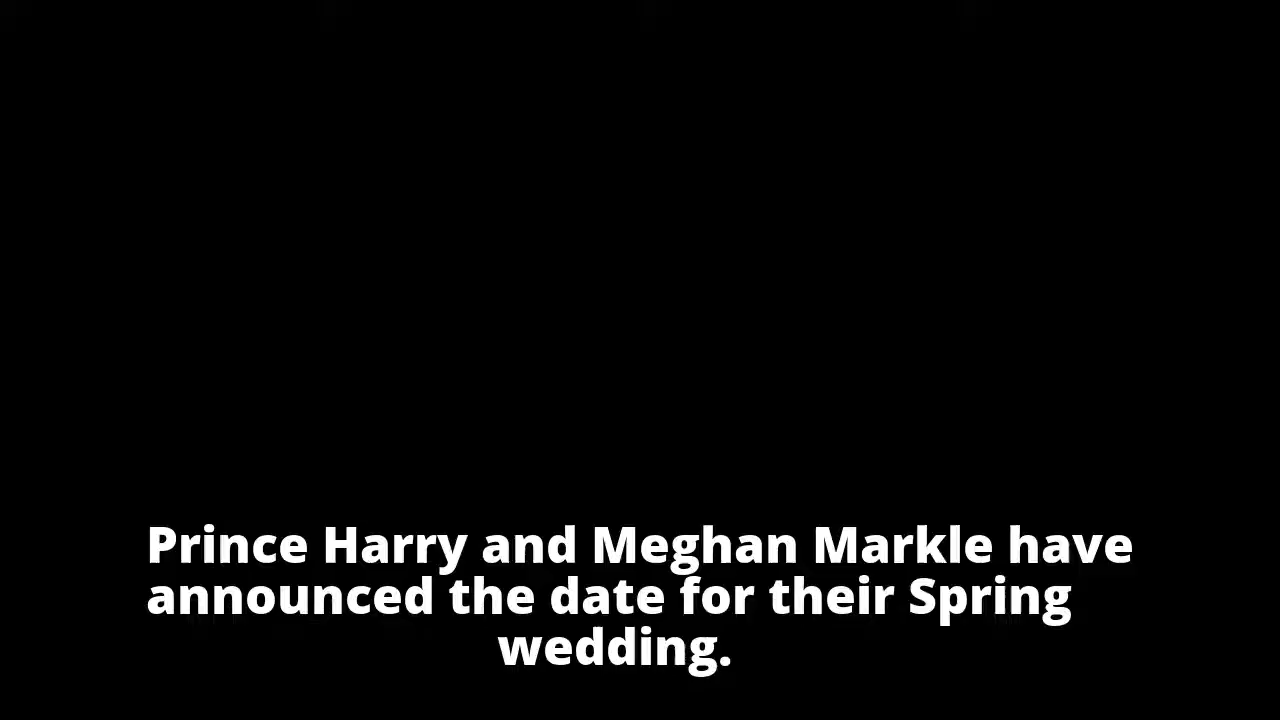 Prince Harry and Meghan Markle have
announced the date for their Spring
wedding.